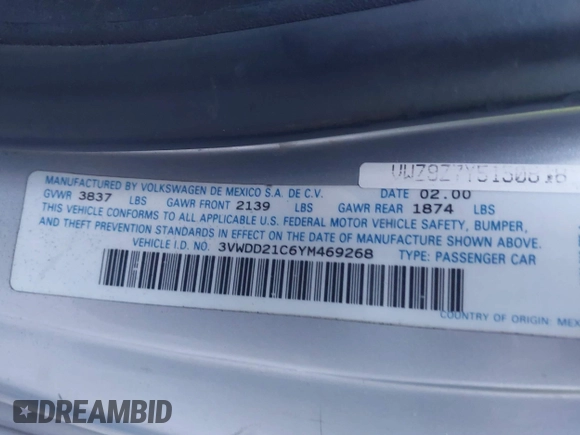 VWZ9Z7Y51505
MANUFACTURED BY VOLKSWAGEN DE MEXICO S.A. DE C.V. DATE 02.00
GVWR 3837 LBS GAWR FRONT 2139 LBS GAWR REAR 1874 LBS
THIS VEHICLE CONFORMS TO ALL APPLICABLE U.S. FEDERAL MOTOR VEHICLE SAFETY, BUMPER,
AND THEFT PREVENTION STANDARDS IN EFFECT ON THE DATE OF MANUFACTURE SHOWN ABOVE.
VEHICLE I.D. NO. 3VWDD21C6YM469268 TYPE: PASSENGER CAR
COUNTRY OF ORIGIN: MEX
DREAMBID